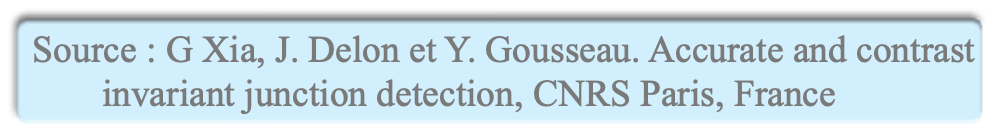 Source : G Xia, J. Delon et Y. Gousseau. Accurate and contrast
invariant junction detection, CNRS Paris, France